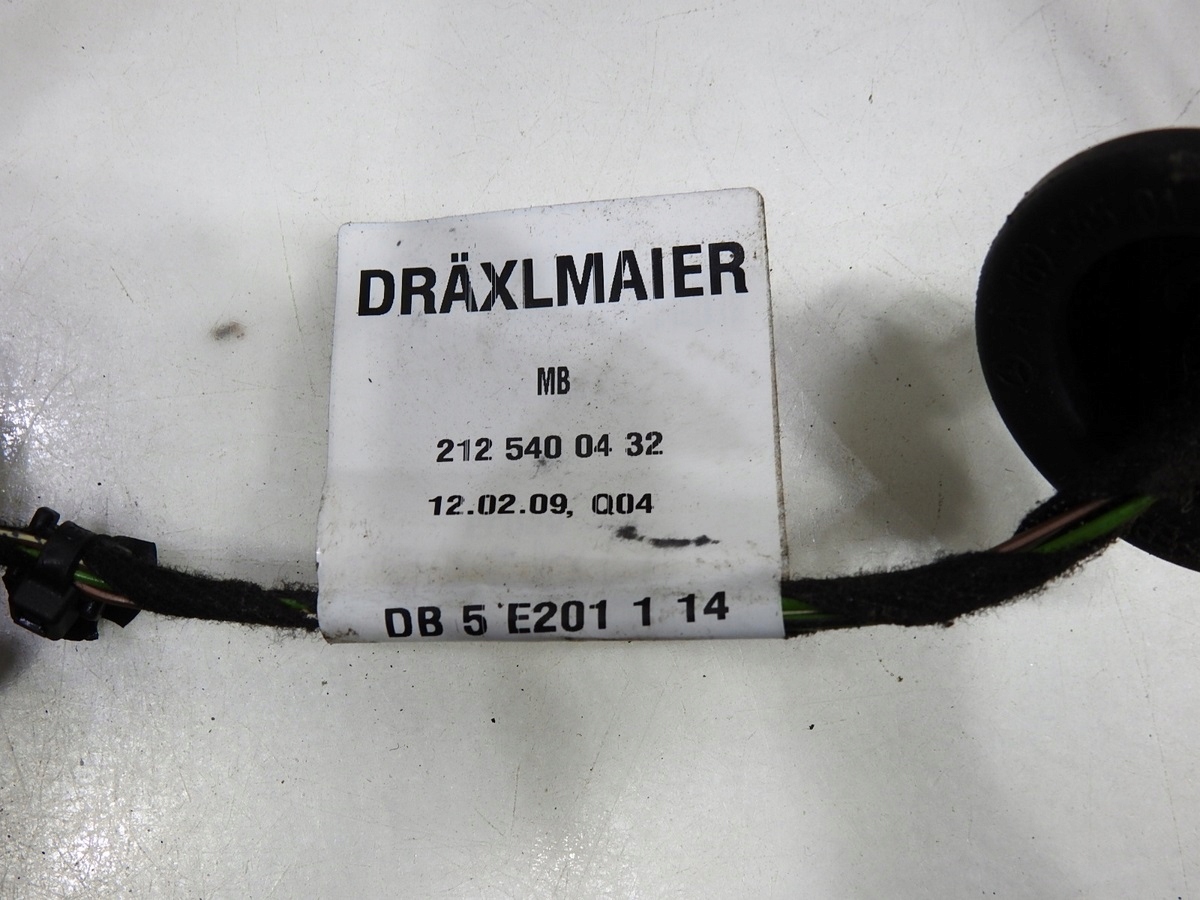 DRÄXLMAIER
MB
212 540 04 32
12.02.09, Q04
DB 5 E201 1 14